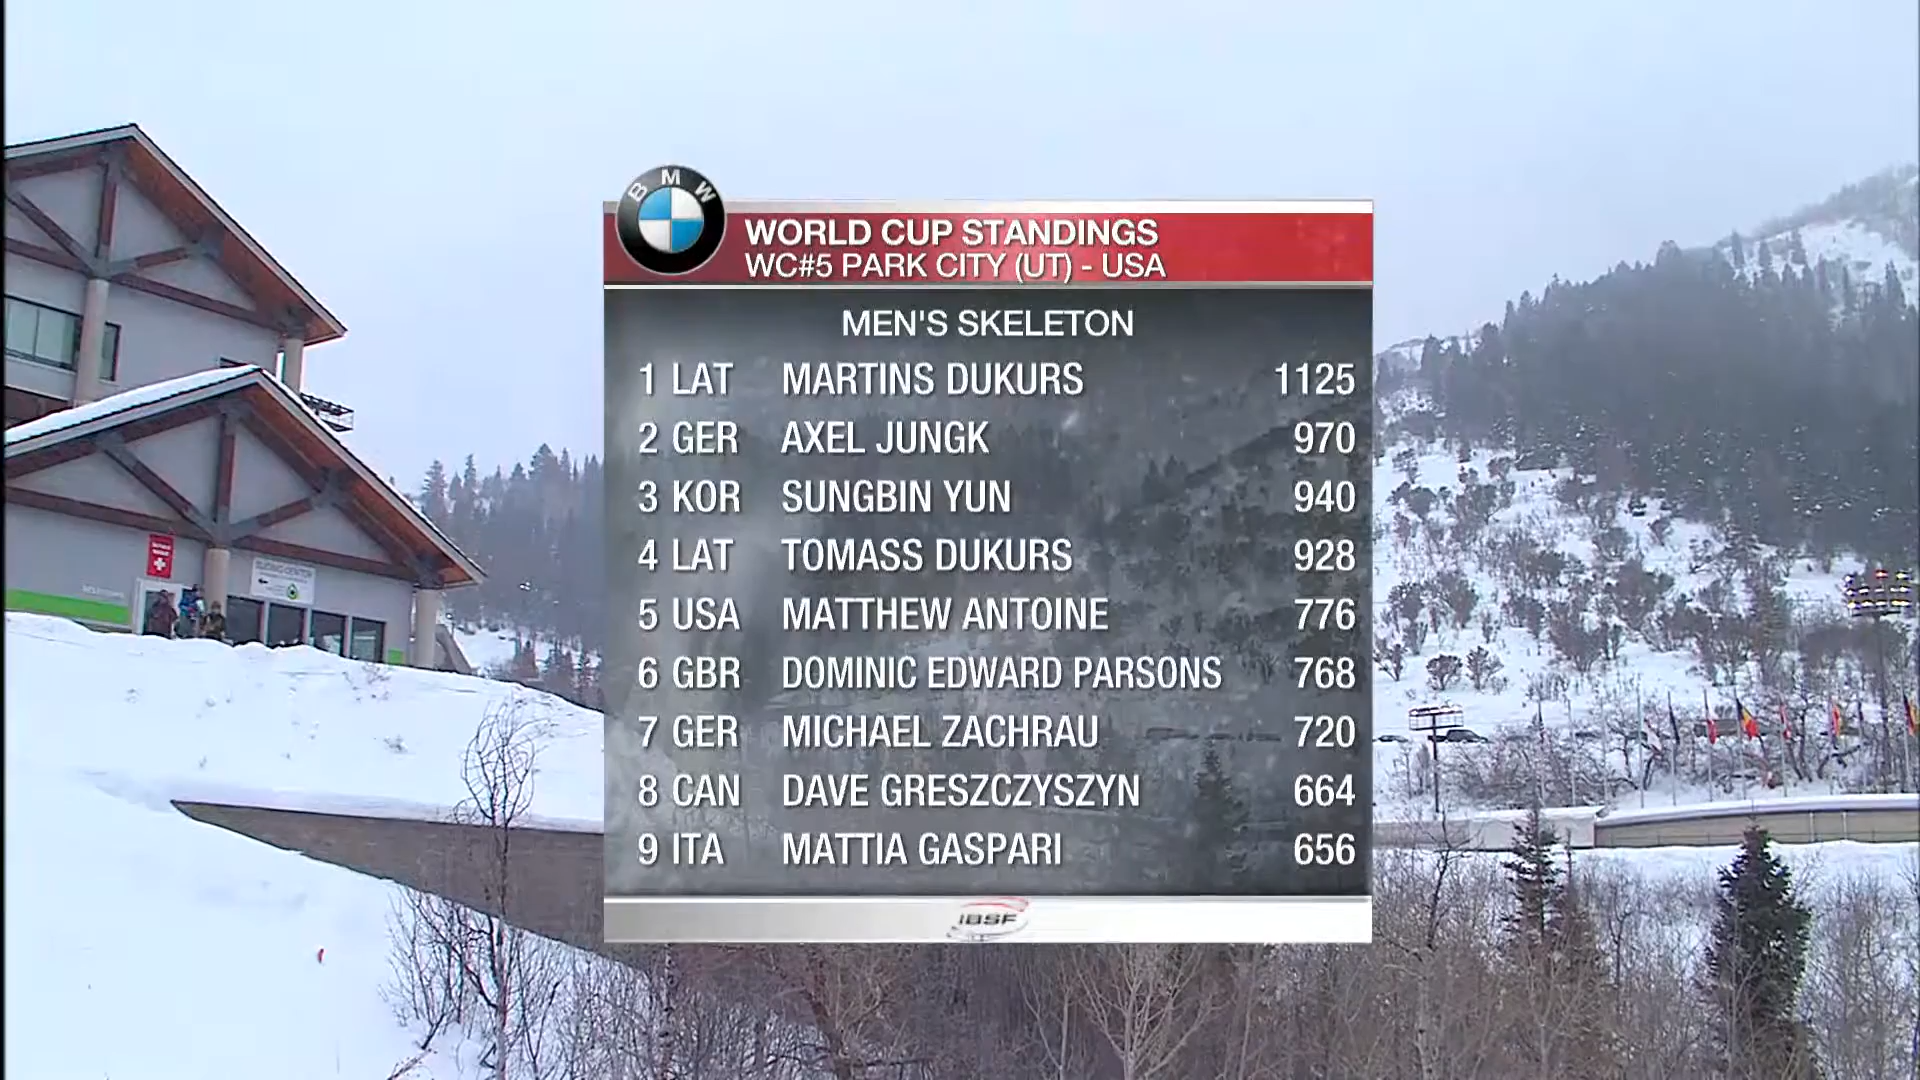 BMW
WORLD CUP STANDINGS
WC#5 PARK CITY (UT) - USA
MEN'S SKELETON
1 LAT MARTINS DUKURS 1125
2 GER AXEL JUNGK 970
3 KOR SUNGBIN YUN 940
4 LAT TOMASS DUKURS 928
5 USA MATTHEW ANTOINE 776
6 GBR DOMINIC EDWARD PARSONS 768
7 GER MICHAEL ZACHRAU 720
8 CAN DAVE GRESZCZYSZYN 664
9 ITA MATTIA GASPARI 656
IBSF
SLIDING CENTER